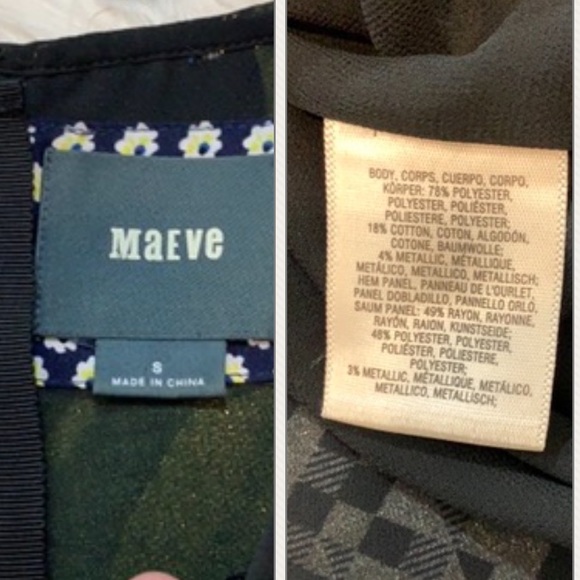 MaEve
S
MADE IN CHINA
BODY, CORPS, CUERPO, CORPO,
KÖRPER: 78% POLYESTER,
POLYESTER, POLIÉSTER,
POLIESTERE, POLYESTER;
18% COTTON, COTON, ALGODÓN,
COTONE, BAUMWOLLE;
4% METALLIC, MÉTALLIQUE,
METÁLICO, METALLICO, METALLISCH;
HEM PANEL, PANNEAU DE L'OURLET,
PANEL DOBLADILLO, PANNELLO ORLO,
SAUM PANEL: 49% RAYON, RAYONNE,
RAYÓN, RAION, KUNSTSEIDE;
48% POLYESTER, POLYESTER,
POLIÉSTER, POLIESTERE,
POLYESTER;
3% METALLIC, MÉTALLIQUE, METÁLICO,
METALLICO, METALLISCH;